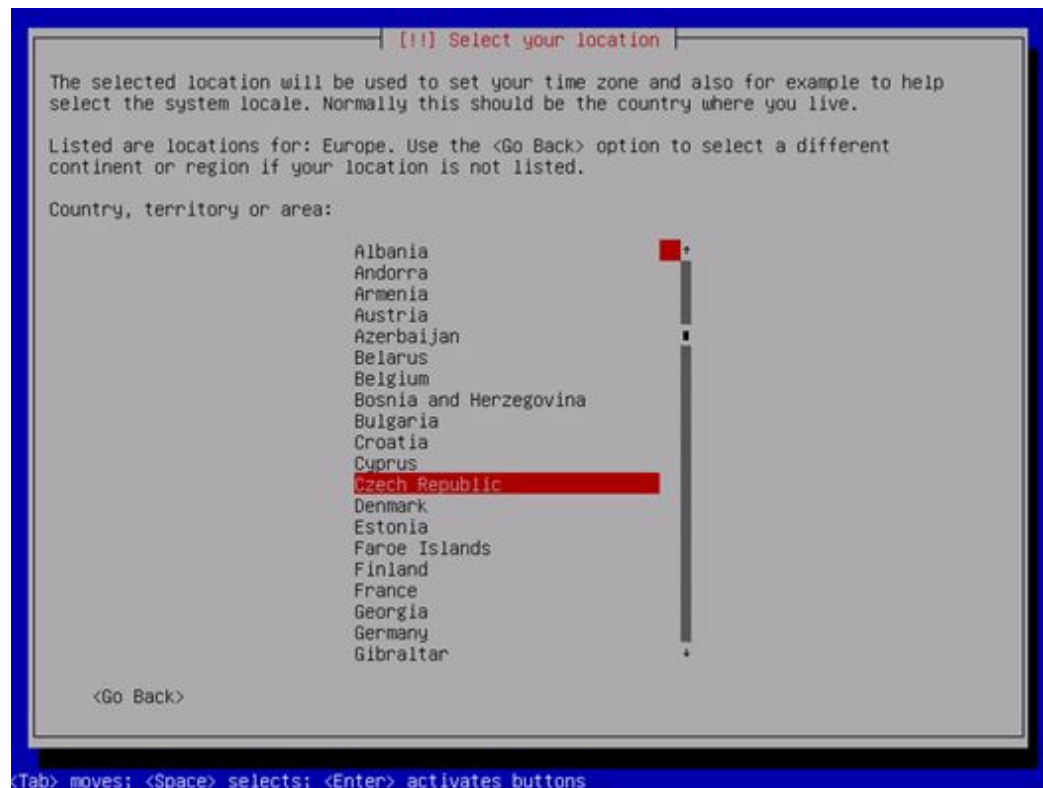 [!!] Select your location
The selected location will be used to set your time zone and also for example to help
select the system locale. Normally this should be the country where you live.
Listed are locations for: Europe. Use the <Go Back> option to select a different
continent or region if your location is not listed.
Country, territory or area:
Albania
Andorra
Armenia
Austria
Azerbaijan
Belarus
Belgium
Bosnia and Herzegovina
Bulgaria
Croatia
Cyprus
Czech Republic
Denmark
Estonia
Faroe Islands
Finland
France
Georgia
Germany
Gibraltar
<Go Back>
<Tab> moves; <Space> selects; <Enter> activates buttons